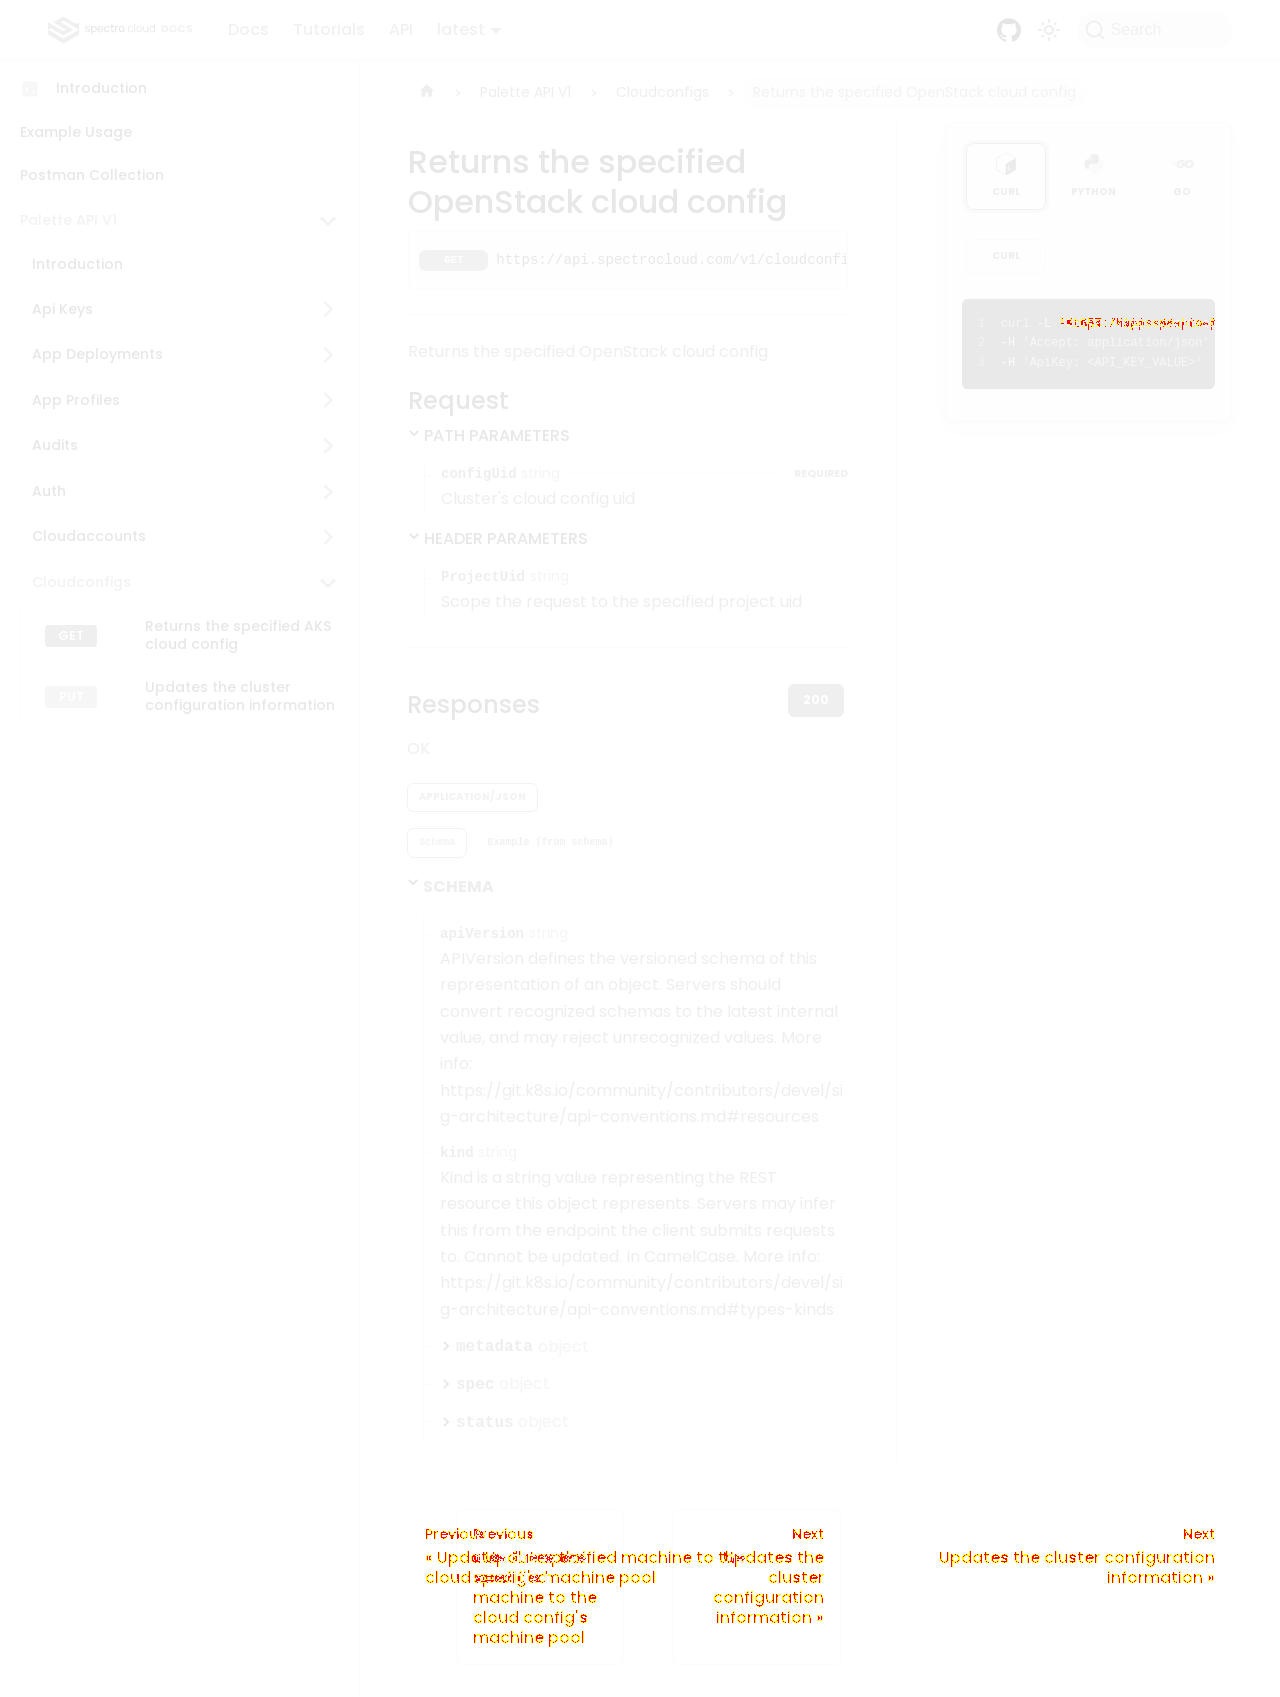 spectro cloud DOCS Docs Tutorials API latest Search
Introduction
Example Usage
Postman Collection
Palette API V1
Introduction
Api Keys
App Deployments
App Profiles
Audits
Auth
Cloudaccounts
Cloudconfigs
GET Returns the specified AKS
cloud config
PUT Updates the cluster
configuration information
Palette API V1 Cloudconfigs Returns the specified OpenStack cloud config
Returns the specified
OpenStack cloud config
GET https://api.spectrocloud.com/v1/cloudconfi
Returns the specified OpenStack cloud config
Request
PATH PARAMETERS
configUid string REQUIRED
Cluster's cloud config uid
HEADER PARAMETERS
ProjectUid string
Scope the request to the specified project uid
Responses 200
OK
APPLICATION/JSON
Schema Example (from schema)
SCHEMA
apiVersion string
APIVersion defines the versioned schema of this
representation of an object. Servers should
convert recognized schemas to the latest internal
value, and may reject unrecognized values. More
info:
https://git.k8s.io/community/contributors/devel/si
g-architecture/api-conventions.md#resources
kind string
Kind is a string value representing the REST
resource this object represents. Servers may infer
this from the endpoint the client submits requests
to. Cannot be updated. In CamelCase. More info:
https://git.k8s.io/community/contributors/devel/si
g-architecture/api-conventions.md#types-kinds
metadata object
spec object
status object
CURL PYTHON GO
CURL
1 curl -L
2 -H 'Accept: application/json'
3 -H 'ApiKey: <API_KEY_VALUE>'
Previous
Previous
machine to the
cloud config's
machine pool
Next
Updates the
cluster
configuration
information »
Next
Updates the cluster configuration
information »